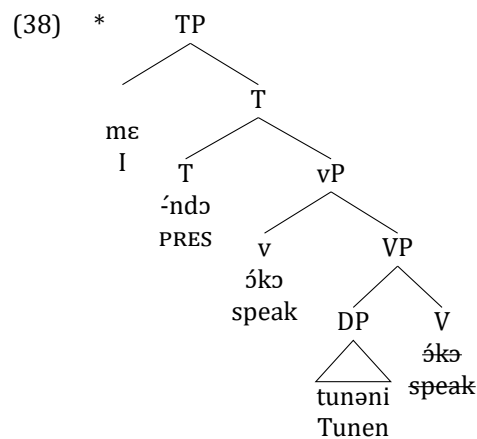 (38) * TP
T
mɛ
I
T vP
-́ndɔ
PRES
v VP
ɔ́kɔ
speak
DP V
ɔ́kɔ
speak
tunəni
Tunen